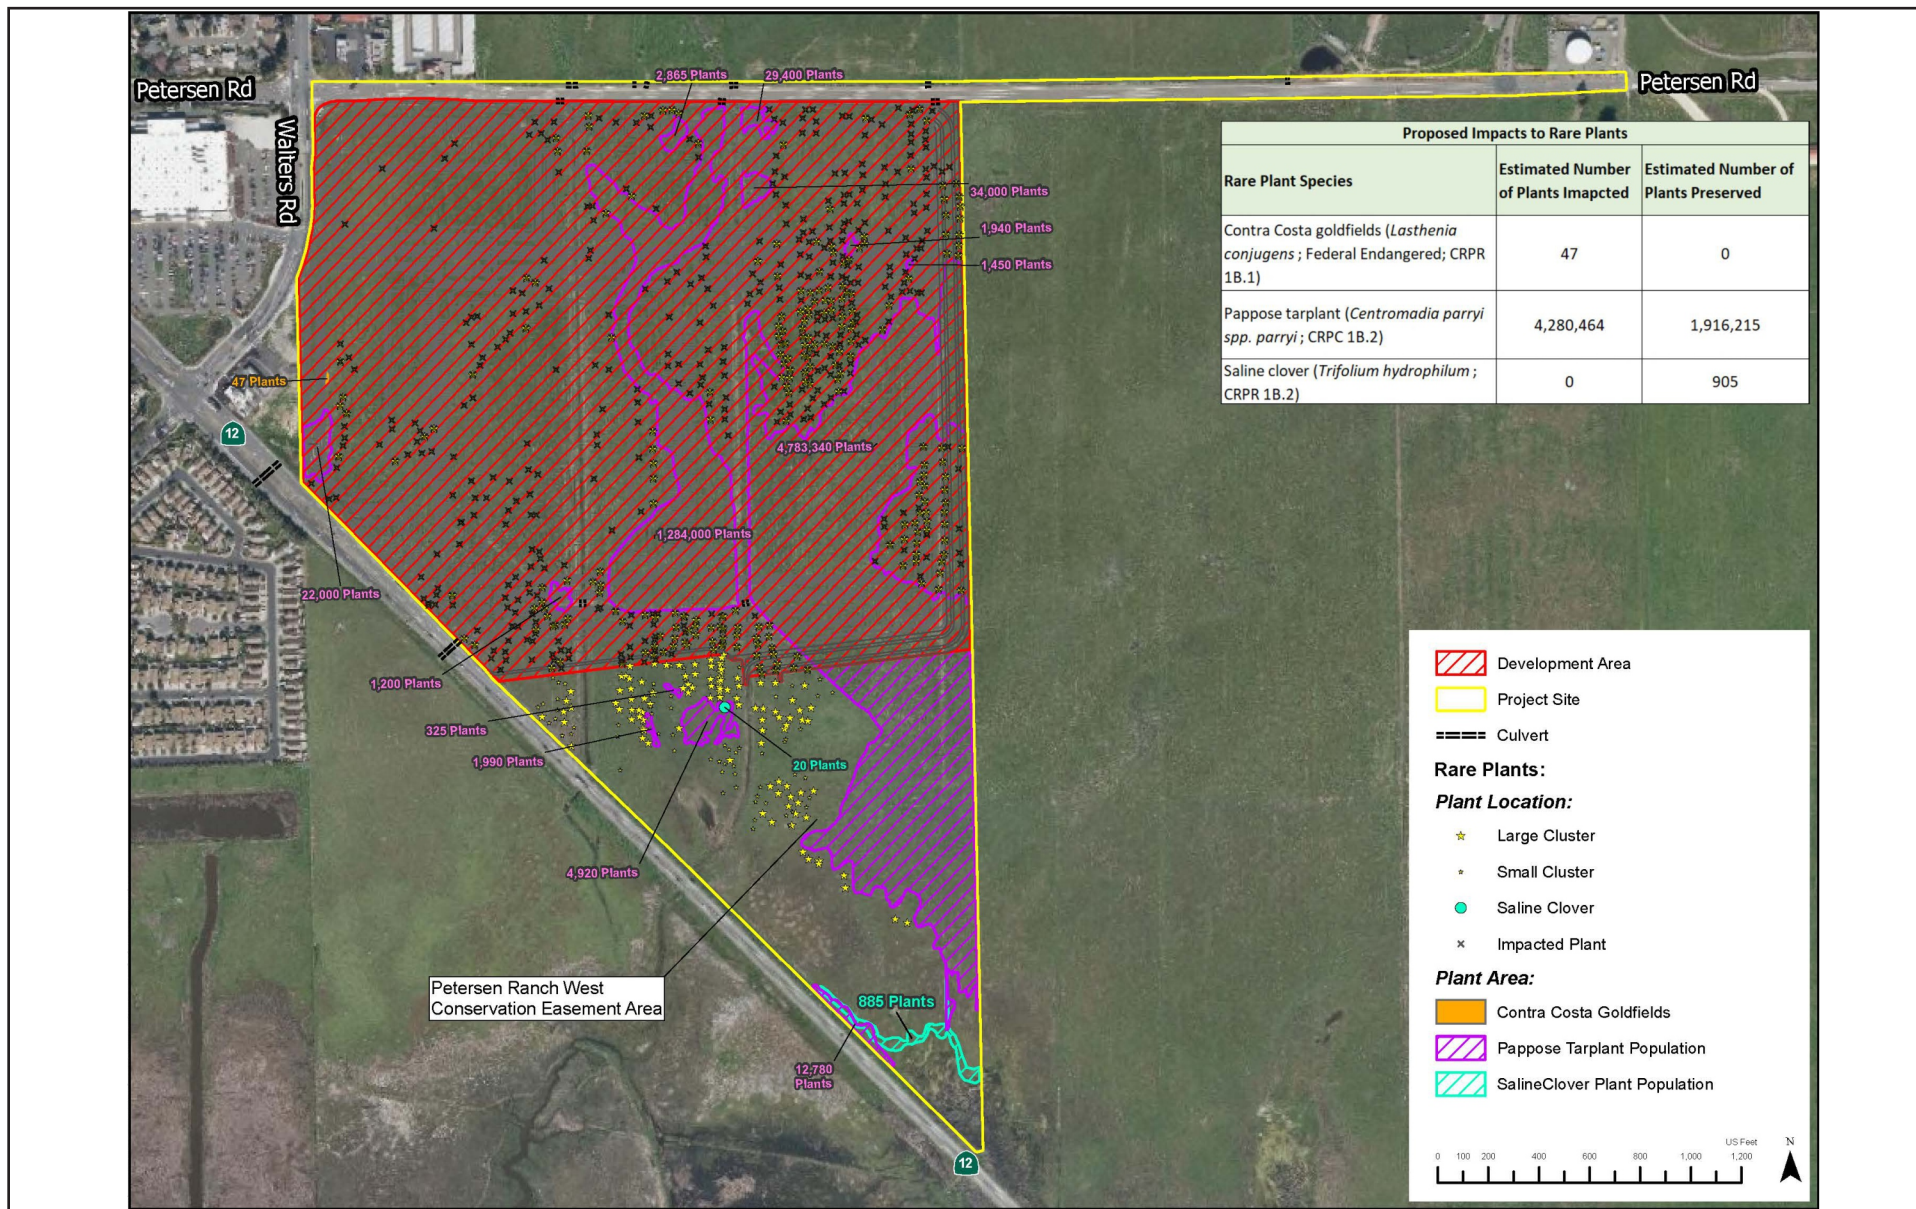 Petersen Rd
2,865 Plants
29,400 Plants
Petersen Rd
Walters Rd
Proposed Impacts to Rare Plants
Rare Plant Species
Estimated Number
of Plants Imapcted
Estimated Number of
Plants Preserved
Contra Costa goldfields (Lasthenia
conjugens ; Federal Endangered; CRPR
1B.1)
47
0
Pappose tarplant (Centromadia parryi
spp. parryi ; CRPC 1B.2)
4,280,464
1,916,215
Saline clover (Trifolium hydrophilum ;
CRPR 1B.2)
0
905
34,000 Plants
1,940 Plants
1,450 Plants
47 Plants
12
4,783,340 Plants
1,284,000 Plants
22,000 Plants
1,200 Plants
325 Plants
1,990 Plants
20 Plants
4,920 Plants
Petersen Ranch West
Conservation Easement Area
885 Plants
12,780
Plants
12
Development Area
Project Site
Culvert
Rare Plants:
Plant Location:
Large Cluster
Small Cluster
Saline Clover
Impacted Plant
Plant Area:
Contra Costa Goldfields
Pappose Tarplant Population
SalineClover Plant Population
US Feet
N
0 100 200 400 600 800 1,000 1,200